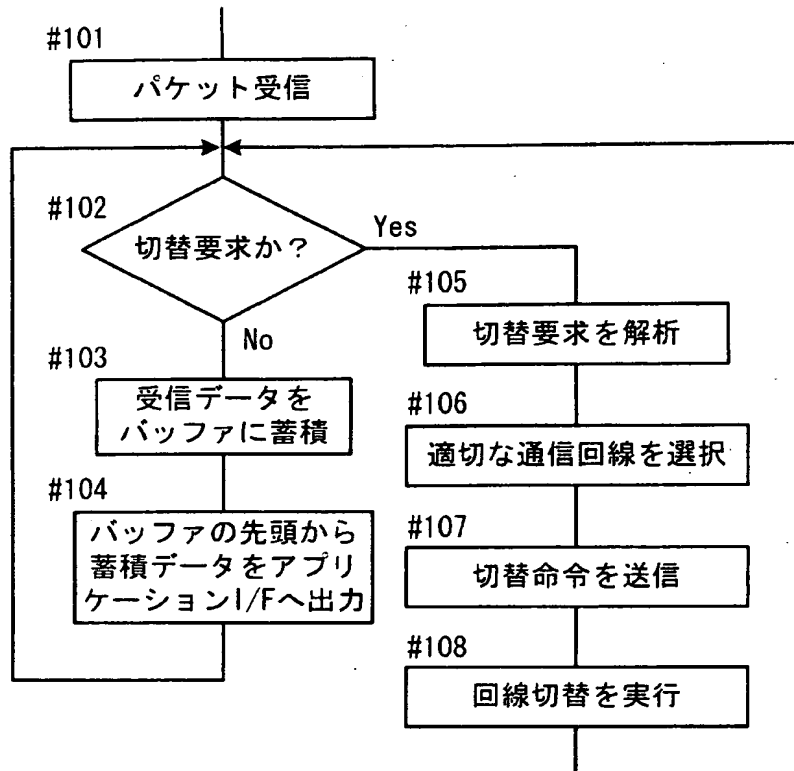 #101
パケット受信
#102
切替要求か？
Yes
No
#103
受信データを
バッファに蓄積
#104
バッファの先頭から
蓄積データをアプリ
ケーションI/Fへ出力
#105
切替要求を解析
#106
適切な通信回線を選択
#107
切替命令を送信
#108
回線切替を実行